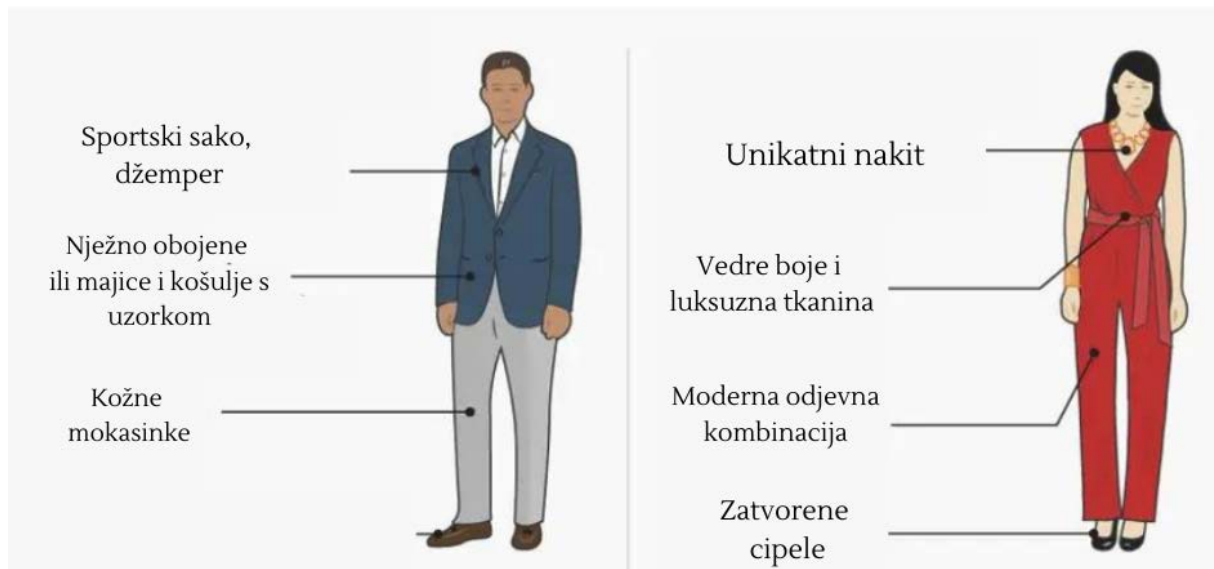 Sportski sako,
džemper
Nježno obojene
ili majice i košulje s
uzorkom
Kožne
mokasinke
Unikatni nakit
Vedre boje i
luksuzna tkanina
Moderna odjevna
kombinacija
Zatvorene
cipele